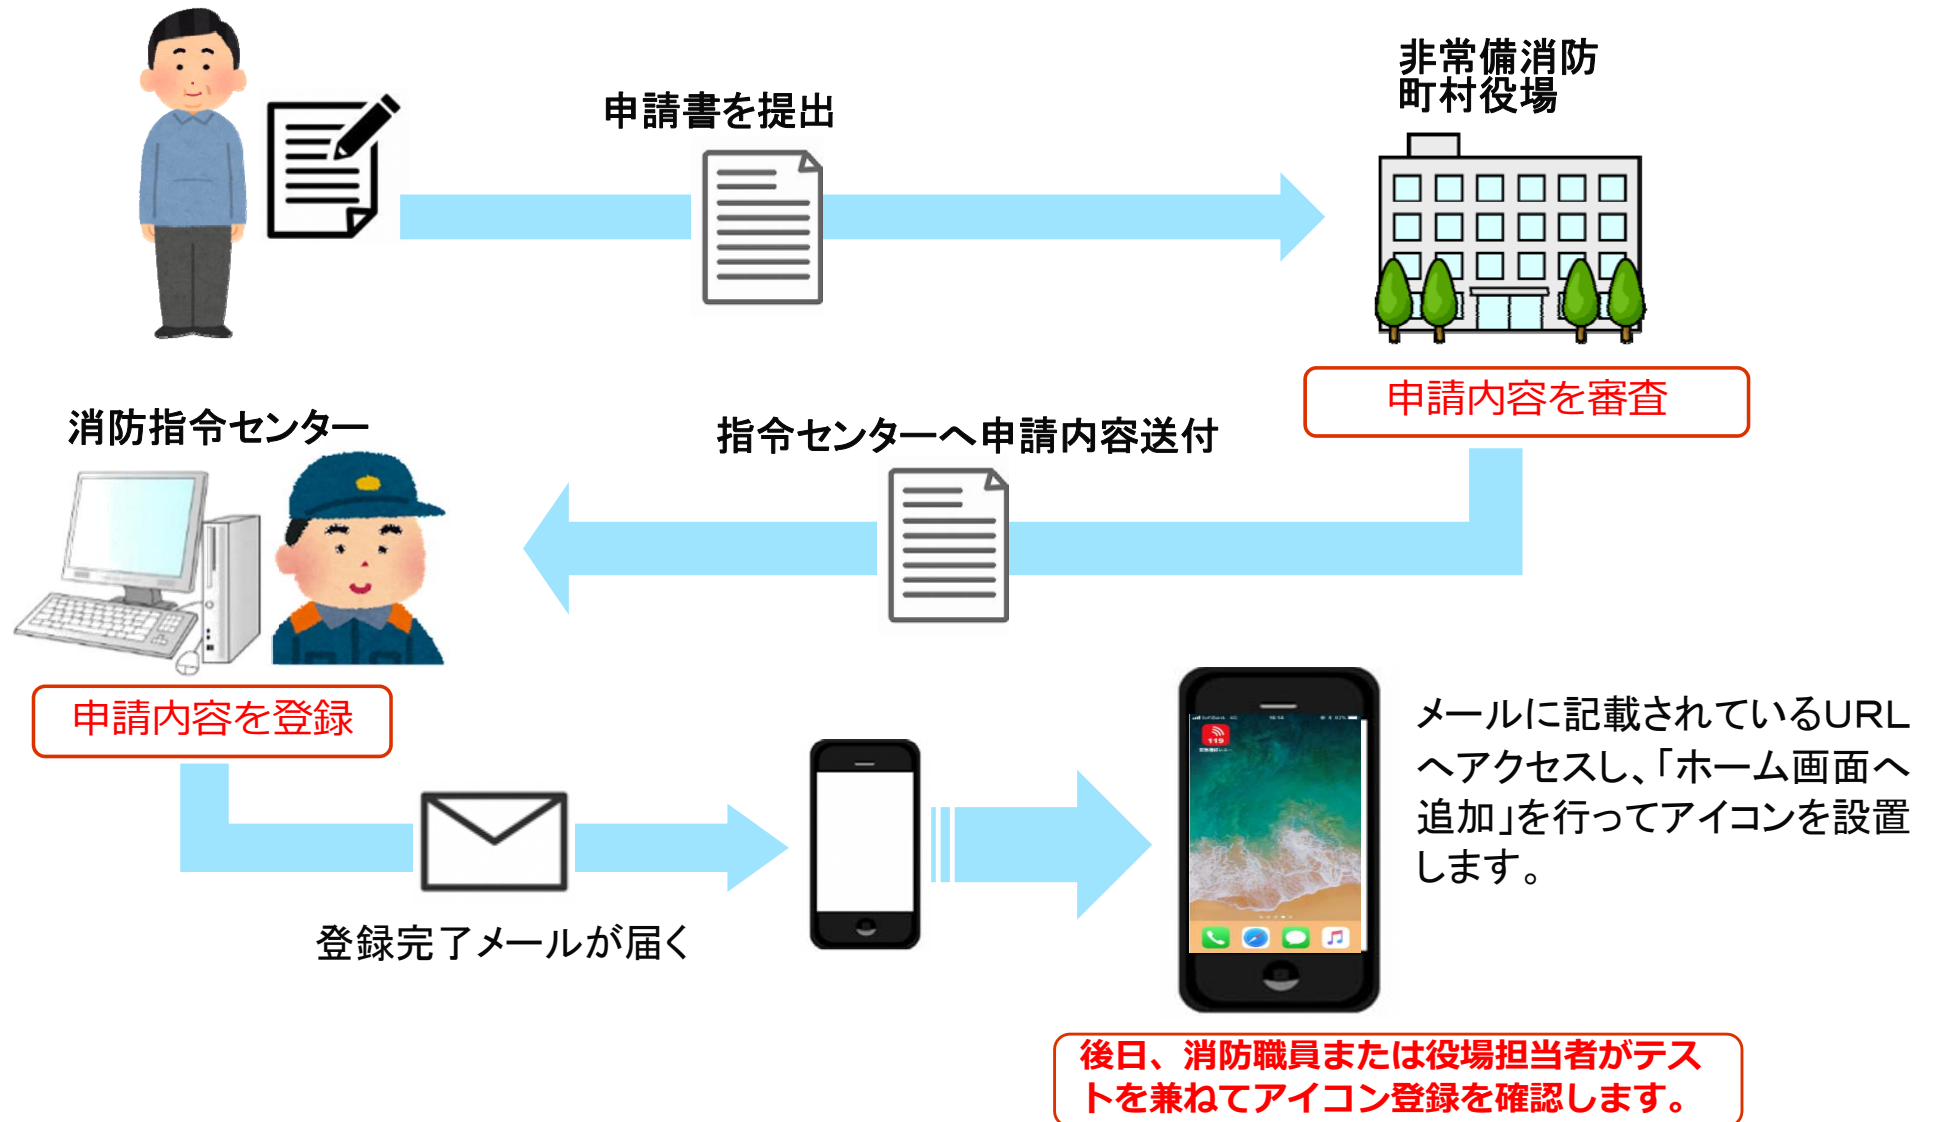 申請書を提出
非常備消防
町村役場
申請内容を審査
消防指令センター
指令センターへ申請内容送付
申請内容を登録
登録完了メールが届く
119
メールに記載されているURL
へアクセスし、「ホーム画面へ
追加」を行ってアイコンを設置
します。
後日、消防職員または役場担当者がテス
トを兼ねてアイコン登録を確認します。